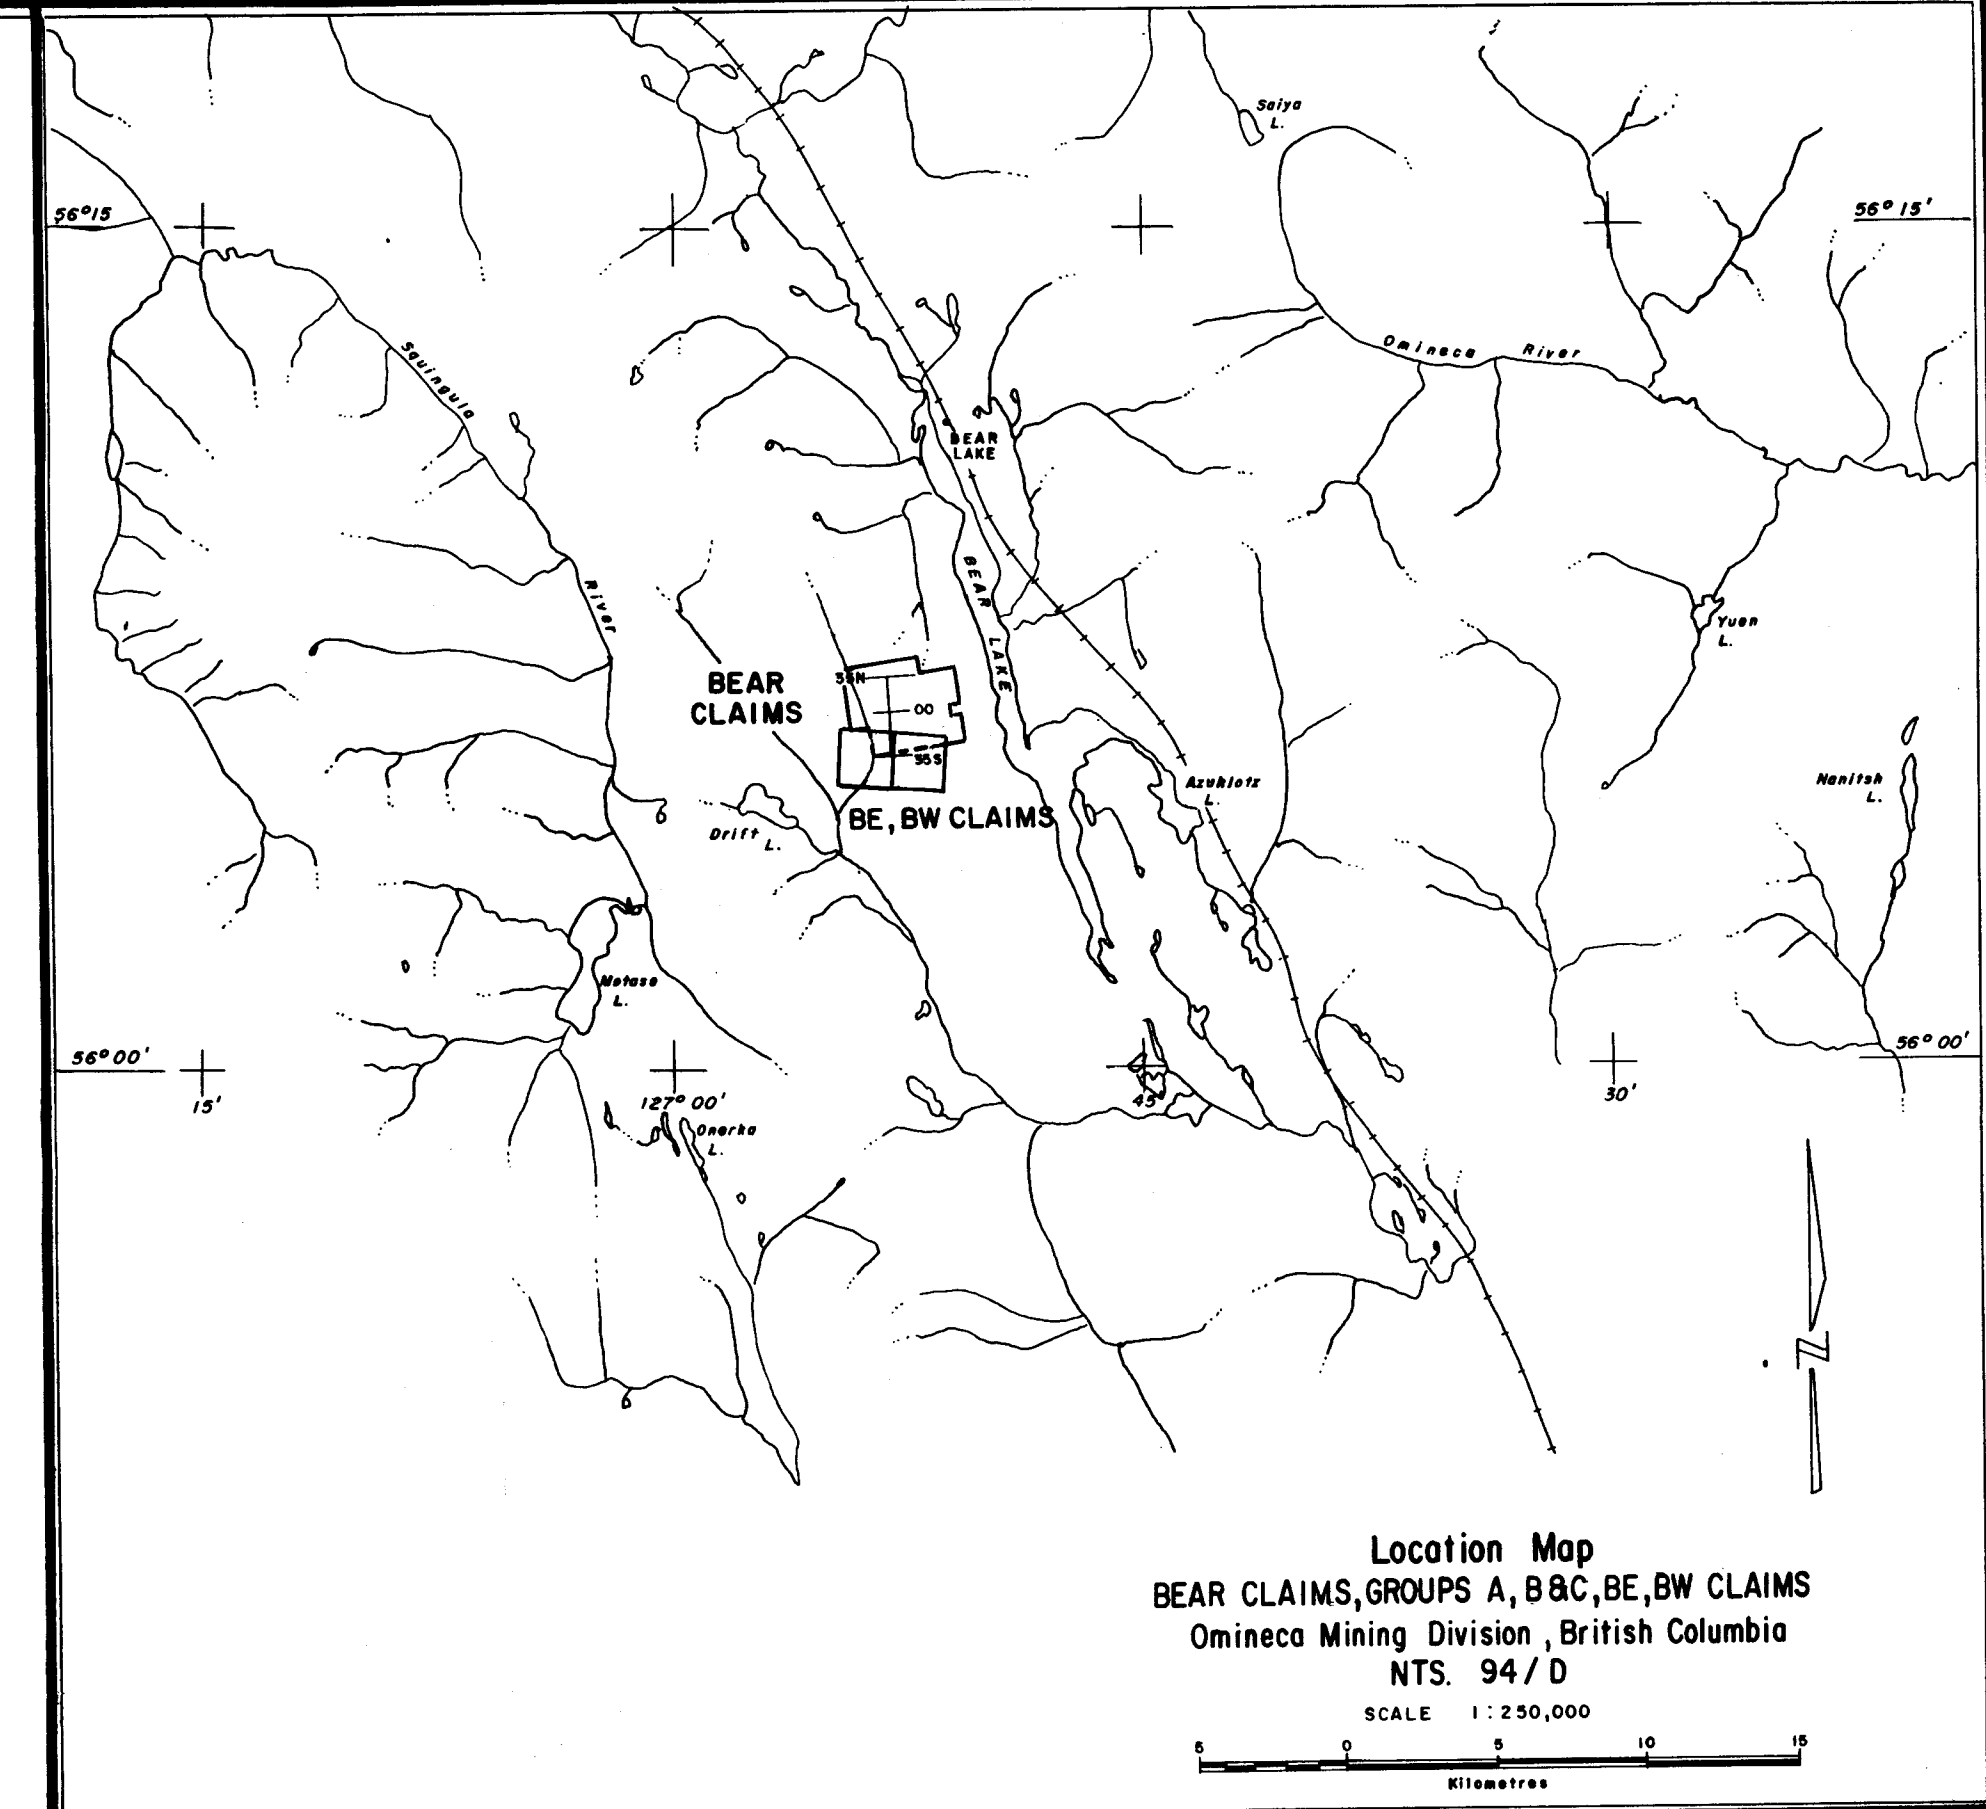 Saiya
L.
56° 15
56° 15'
Squingula
River
Omineca River
BEAR
LAKE
BEAR LAKE
Yuen
L.
BEAR
CLAIMS
35N
00
35S
Azuklotz
L.
Nanitsh
L.
BE, BW CLAIMS
Drift
L.
Motase
L.
56° 00'
56° 00'
15'
127° 00'
45'
30'
Onerka
L.
N
Location Map
BEAR CLAIMS, GROUPS A, B &C, BE, BW CLAIMS
Omineca Mining Division , British Columbia
NTS. 94 / D
SCALE 1 : 250,000
5 0 5 10 15
Kilometres